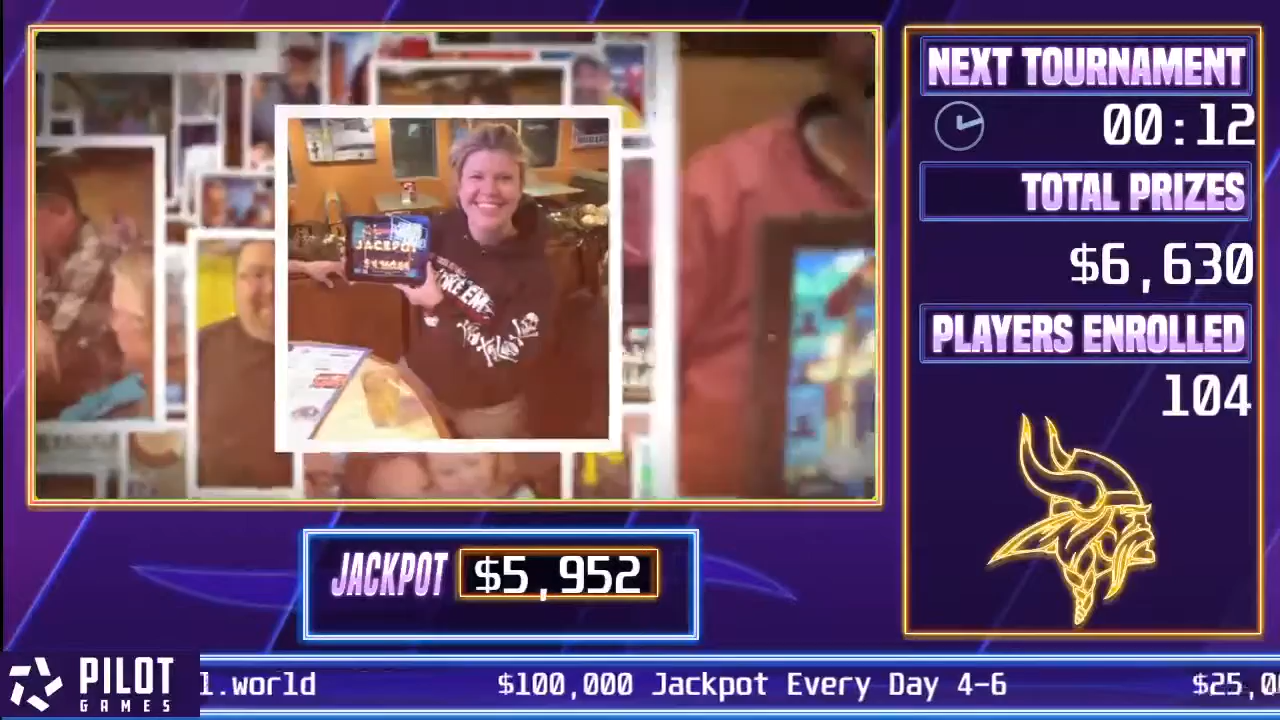 NEXT TOURNAMENT
00:12
TOTAL PRIZES
$6,630
PLAYERS ENROLLED
104
JACKPOT
JACKPOT $5,952
PILOT
GAMES
1.world $100,000 Jackpot Every Day 4-6 $25,0